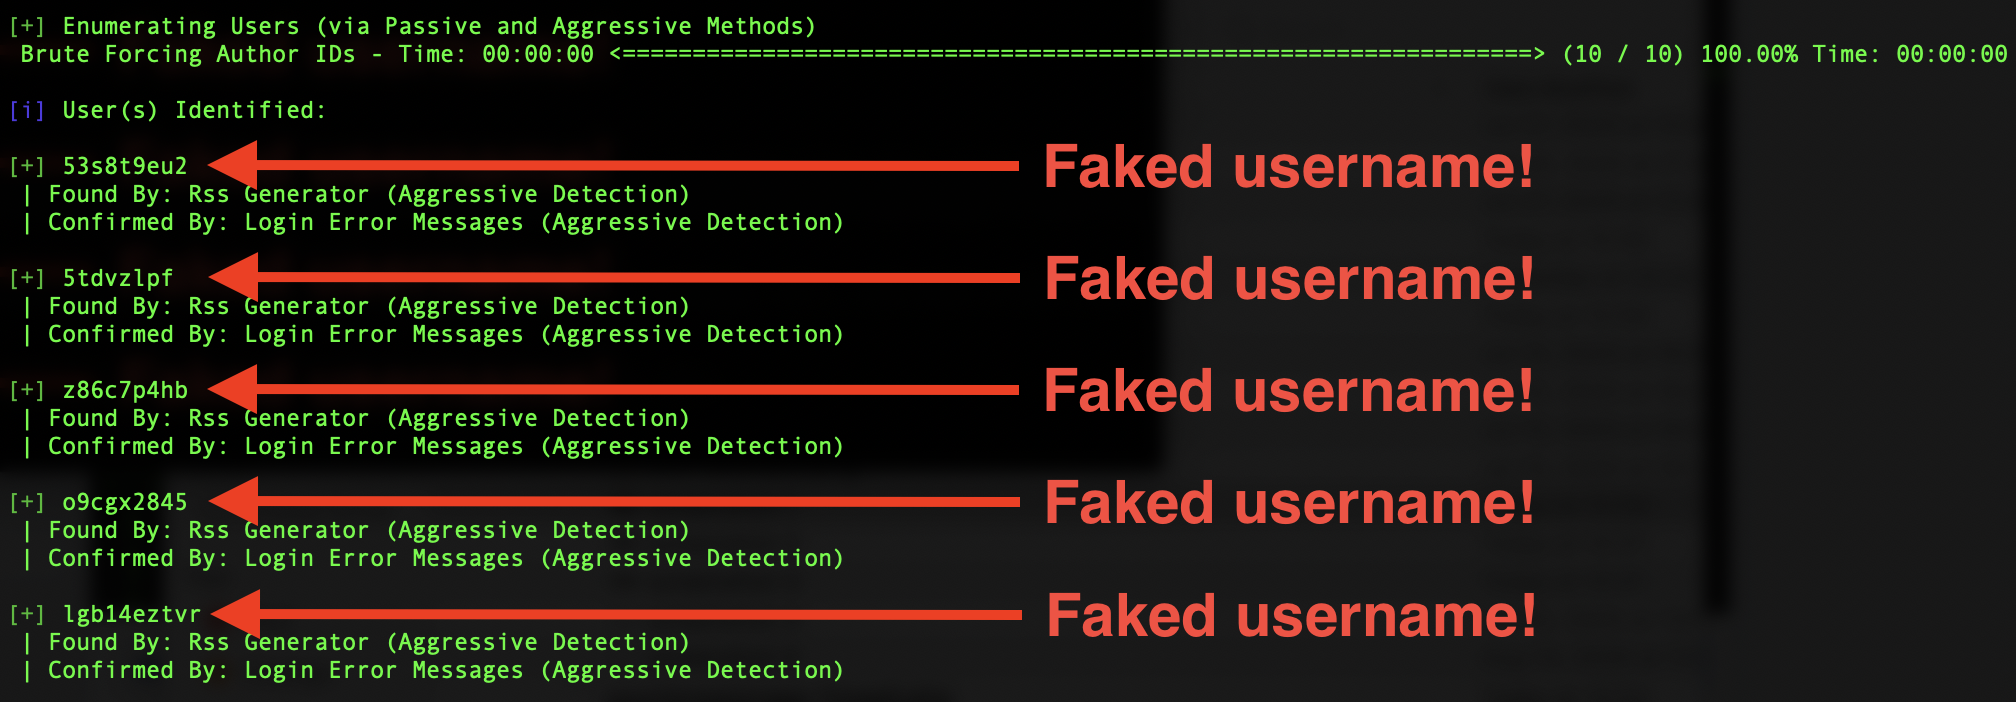 [+] Enumerating Users (via Passive and Aggressive Methods)
 Brute Forcing Author IDs - Time: 00:00:00 <=================================================================> (10 / 10) 100.00% Time: 00:00:00
[i] User(s) Identified:
[+] 53s8t9eu2 Faked username!
 | Found By: Rss Generator (Aggressive Detection)
 | Confirmed By: Login Error Messages (Aggressive Detection)
[+] 5tdvzlpf Faked username!
 | Found By: Rss Generator (Aggressive Detection)
 | Confirmed By: Login Error Messages (Aggressive Detection)
[+] z86c7p4hb Faked username!
 | Found By: Rss Generator (Aggressive Detection)
 | Confirmed By: Login Error Messages (Aggressive Detection)
[+] o9cgx2845 Faked username!
 | Found By: Rss Generator (Aggressive Detection)
 | Confirmed By: Login Error Messages (Aggressive Detection)
[+] lgb14eztvr Faked username!
 | Found By: Rss Generator (Aggressive Detection)
 | Confirmed By: Login Error Messages (Aggressive Detection)